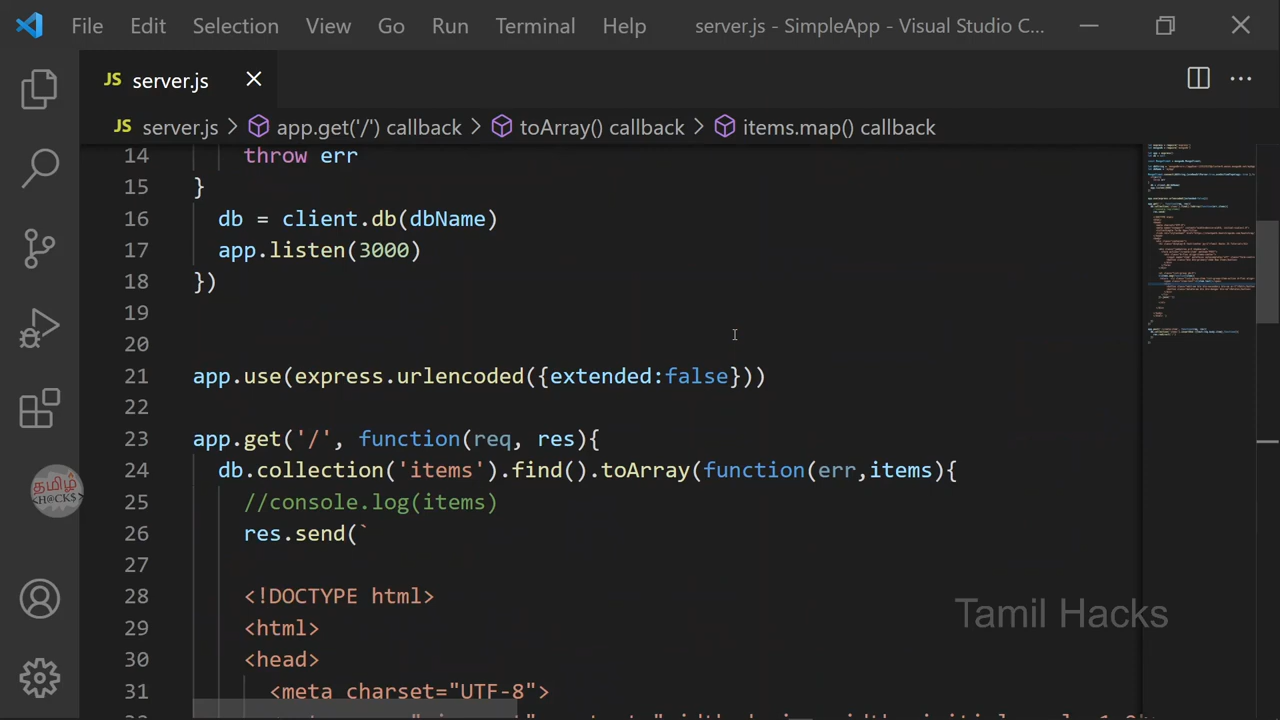 File Edit Selection View Go Run Terminal Help server.js - SimpleApp - Visual Studio C...
JS server.js
JS server.js > app.get('/') callback > toArray() callback > items.map() callback
14 throw err
15 }
16 db = client.db(dbName)
17 app.listen(3000)
18 })
19
20
21 app.use(express.urlencoded({extended:false}))
22
23 app.get('/', function(req, res){
24 db.collection('items').find().toArray(function(err,items){
25 //console.log(items)
26 res.send(`
27
28 <!DOCTYPE html>
29 <html>
30 <head>
31 <meta charset="UTF-8">
தமிழ்
<H@CK$>
Tamil Hacks